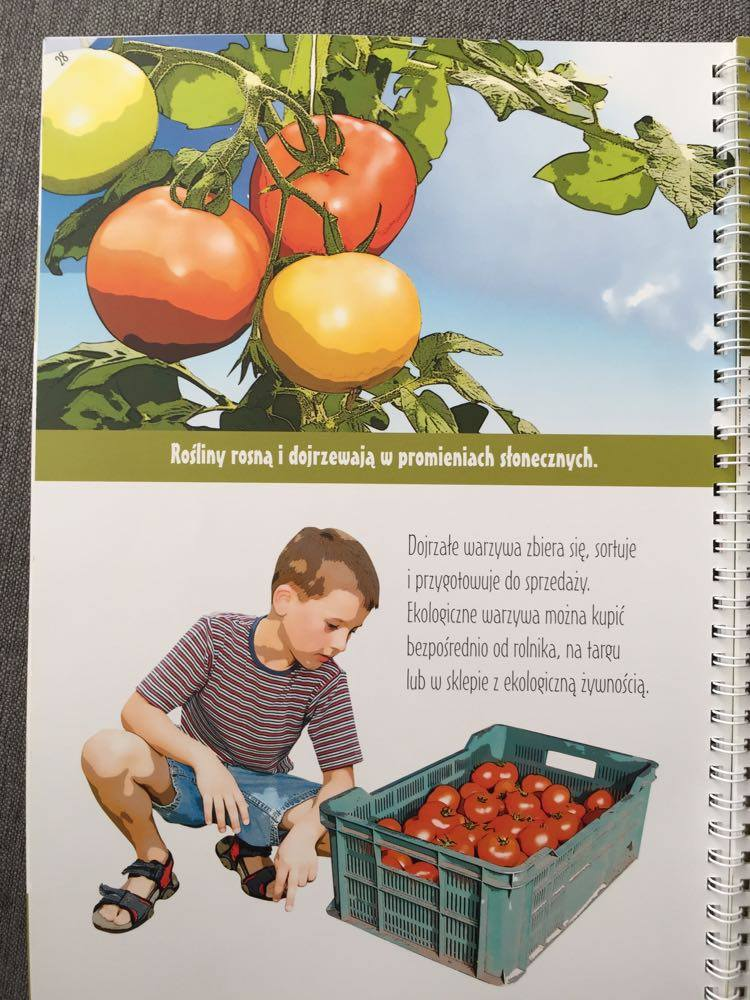 28
Rośliny rosną i dojrzewają w promieniach słonecznych.
Dojrzałe warzywa zbiera się, sortuje
i przygotowuje do sprzedaży.
Ekologiczne warzywa można kupić
bezpośrednio od rolnika, na targu
lub w sklepie z ekologiczną żywnością.